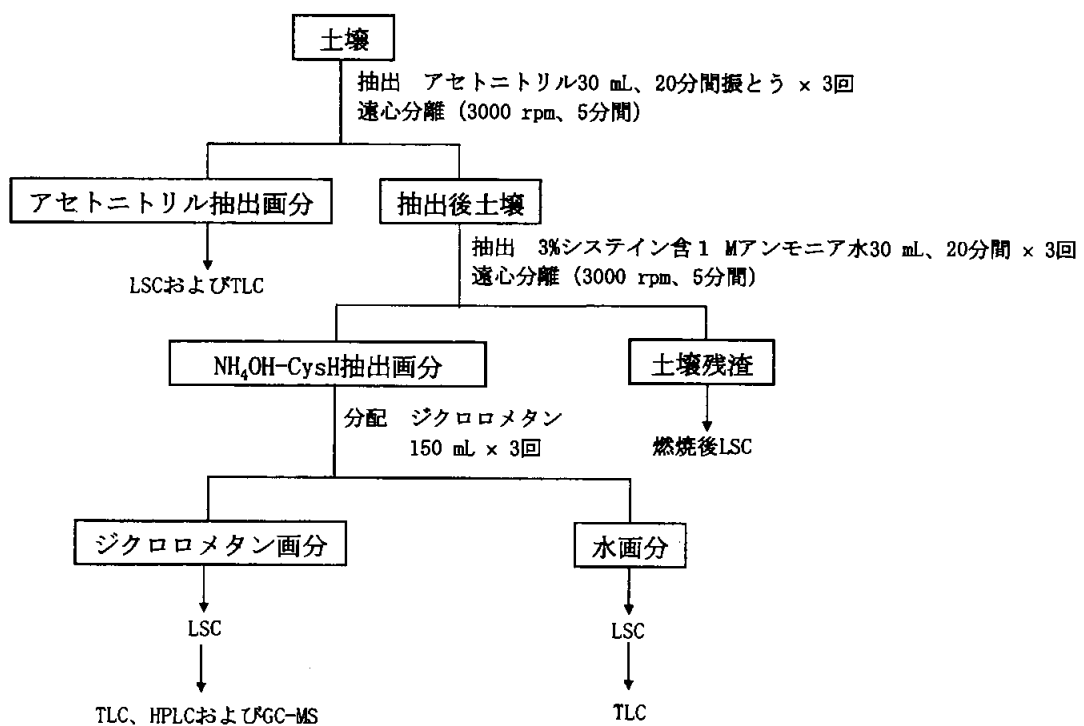 土壌
抽出　アセトニトリル30 mL、20分間振とう × 3回
遠心分離 (3000 rpm、5分間)
アセトニトリル抽出画分
抽出後土壌
抽出　3%システイン含１ Mアンモニア水30 mL、20分間 × 3回
遠心分離 (3000 rpm、5分間)
LSCおよびTLC
NH₄OH-CysH抽出画分
土壌残渣
分配　ジクロロメタン
150 mL × 3回
燃焼後LSC
ジクロロメタン画分
水画分
LSC
LSC
TLC、HPLCおよびGC-MS
TLC